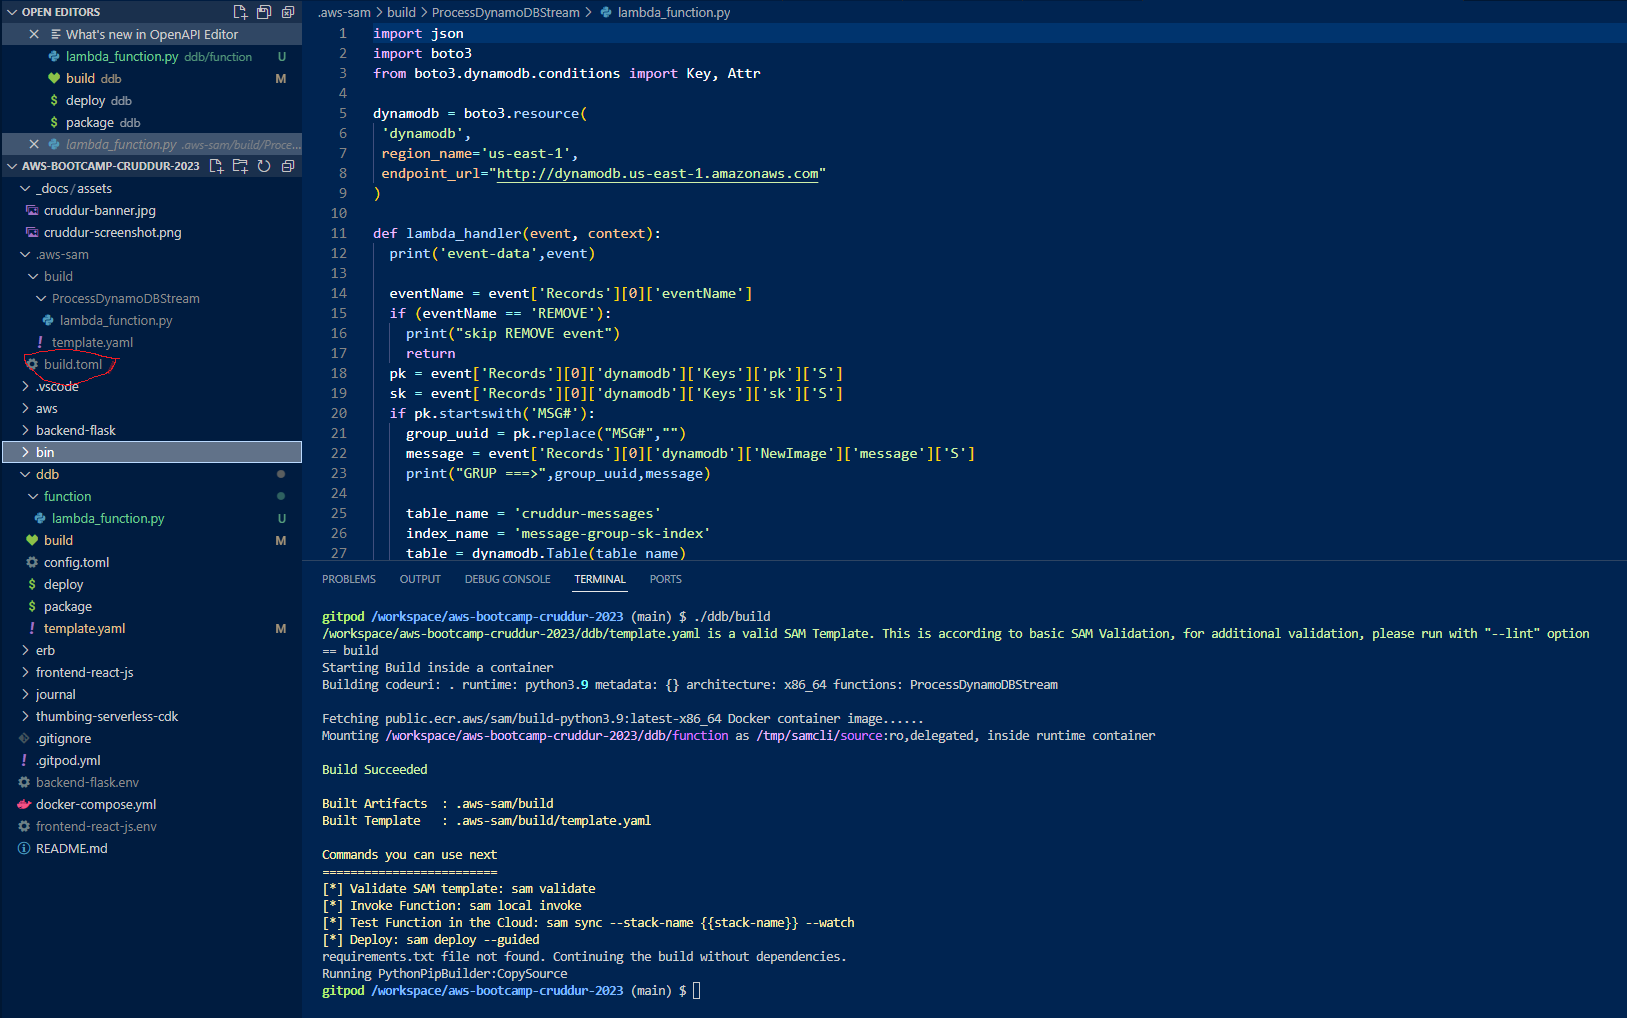 OPEN EDITORS
What's new in OpenAPI Editor
lambda_function.py ddb/function U
build ddb M
deploy ddb
$ package ddb
lambda_function.py .aws-sam/build/Proce...
AWS-BOOTCAMP-CRUDDUR-2023
_docs/assets
cruddur-banner.jpg
cruddur-screenshot.png
.aws-sam
build
ProcessDynamoDBStream
lambda_function.py
! template.yaml
build.toml
.vscode
aws
backend-flask
bin
ddb
function
lambda_function.py U
build M
config.toml
$ deploy
$ package
! template.yaml M
erb
frontend-react-js
journal
thumbing-serverless-cdk
.gitignore
! .gitpod.yml
backend-flask.env
docker-compose.yml
frontend-react-js.env
README.md
.aws-sam > build > ProcessDynamoDBStream > lambda_function.py
1 import json
2 import boto3
3 from boto3.dynamodb.conditions import Key, Attr
4
5 dynamodb = boto3.resource(
6 'dynamodb',
7 region_name='us-east-1',
8 endpoint_url="http://dynamodb.us-east-1.amazonaws.com"
9 )
10
11 def lambda_handler(event, context):
12 print('event-data',event)
13
14 eventName = event['Records'][0]['eventName']
15 if (eventName == 'REMOVE'):
16 print("skip REMOVE event")
17 return
18 pk = event['Records'][0]['dynamodb']['Keys']['pk']['S']
19 sk = event['Records'][0]['dynamodb']['Keys']['sk']['S']
20 if pk.startswith('MSG#'):
21 group_uuid = pk.replace("MSG#","")
22 message = event['Records'][0]['dynamodb']['NewImage']['message']['S']
23 print("GRUP ===>",group_uuid,message)
24
25 table_name = 'cruddur-messages'
26 index_name = 'message-group-sk-index'
27 table = dynamodb.Table(table_name)
PROBLEMS OUTPUT DEBUG CONSOLE TERMINAL PORTS
gitpod /workspace/aws-bootcamp-cruddur-2023 (main) $ ./ddb/build
/workspace/aws-bootcamp-cruddur-2023/ddb/template.yaml is a valid SAM Template. This is according to basic SAM Validation, for additional validation, please run with "--lint" option
== build
Starting Build inside a container
Building codeuri: . runtime: python3.9 metadata: {} architecture: x86_64 functions: ProcessDynamoDBStream
Fetching public.ecr.aws/sam/build-python3.9:latest-x86_64 Docker container image......
Mounting /workspace/aws-bootcamp-cruddur-2023/ddb/function as /tmp/samcli/source:ro,delegated, inside runtime container
Build Succeeded
Built Artifacts : .aws-sam/build
Built Template : .aws-sam/build/template.yaml
Commands you can use next
=========================
[*] Validate SAM template: sam validate
[*] Invoke Function: sam local invoke
[*] Test Function in the Cloud: sam sync --stack-name {{stack-name}} --watch
[*] Deploy: sam deploy --guided
requirements.txt file not found. Continuing the build without dependencies.
Running PythonPipBuilder:CopySource
gitpod /workspace/aws-bootcamp-cruddur-2023 (main) $